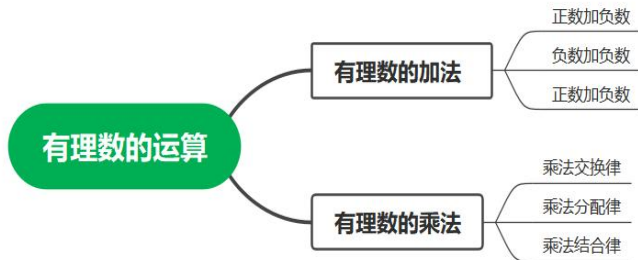 有理数的运算
有理数的加法
正数加负数
负数加负数
正数加负数
有理数的乘法
乘法交换律
乘法分配律
乘法结合律